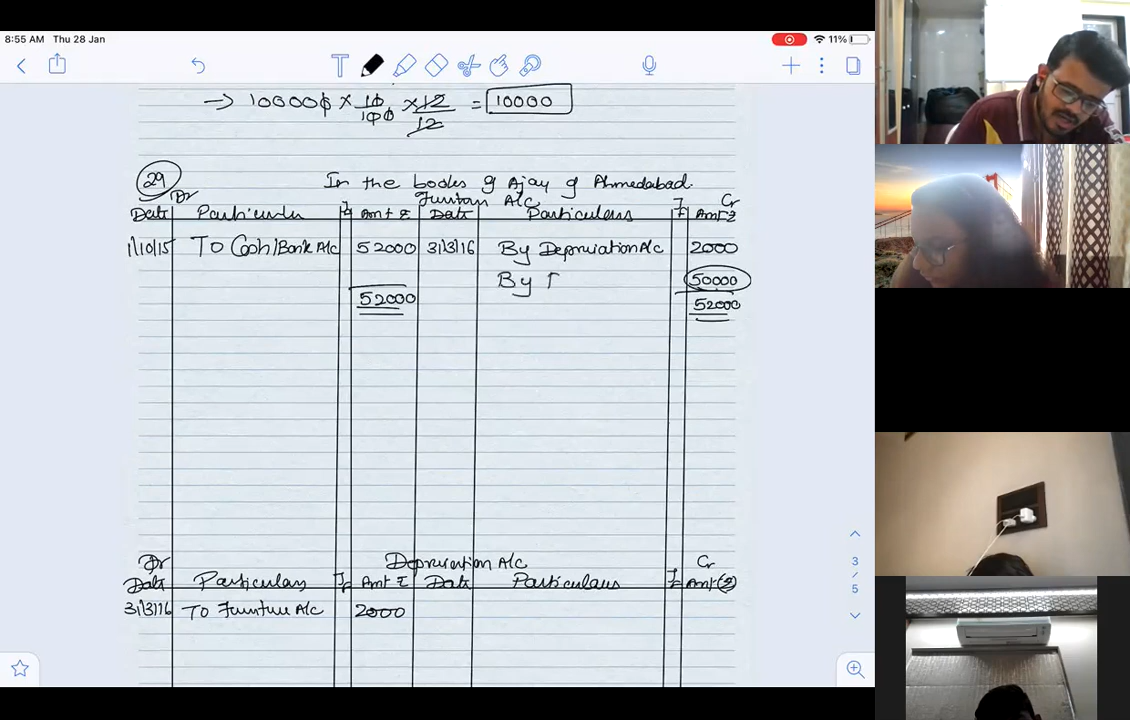 8:55 AM Thu 28 Jan 11%
→ 100000 × 10/100 × 12/12 = 10000
29 In the books of Ajay of Ahmedabad.
Dr Furniture A/c Cr
Date Particulars Amt ₹ Date Particulars Amt ₹
1/10/15 To Cash/Bank A/c 52000 31/3/16 By Depreciation A/c 2000
By 50000
52000 52000
3
/
5
Dr Depreciation A/c Cr
Date Particulars Amt ₹ Date Particulars Amt (₹)
31/3/16 To Furniture A/c 2000